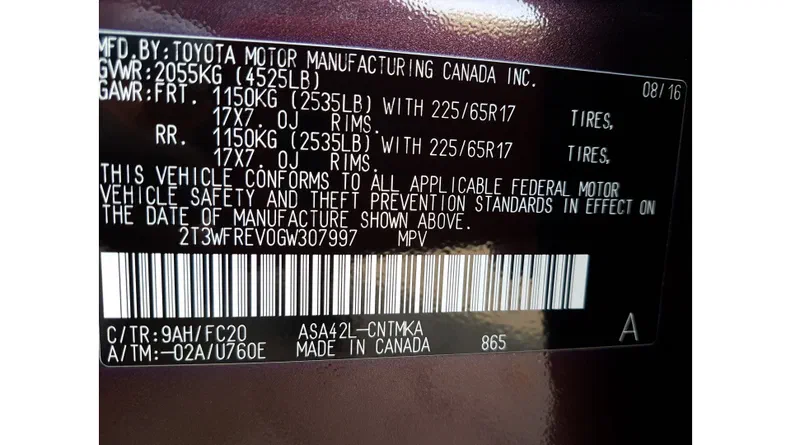 MFD.BY:TOYOTA MOTOR MANUFACTURING CANADA INC.
GVWR:2055KG (4525LB) 08/16
GAWR:FRT. 1150KG (2535LB) WITH 225/65R17 TIRES,
17X7.0J RIMS.
RR. 1150KG (2535LB) WITH 225/65R17 TIRES,
17X7.0J RIMS.
THIS VEHICLE CONFORMS TO ALL APPLICABLE FEDERAL MOTOR
VEHICLE SAFETY AND THEFT PREVENTION STANDARDS IN EFFECT ON
THE DATE OF MANUFACTURE SHOWN ABOVE.
2T3WFREV0GW307997 MPV
C/TR:9AH/FC20 ASA42L-CNTMKA A
A/TM:-02A/U760E MADE IN CANADA 865